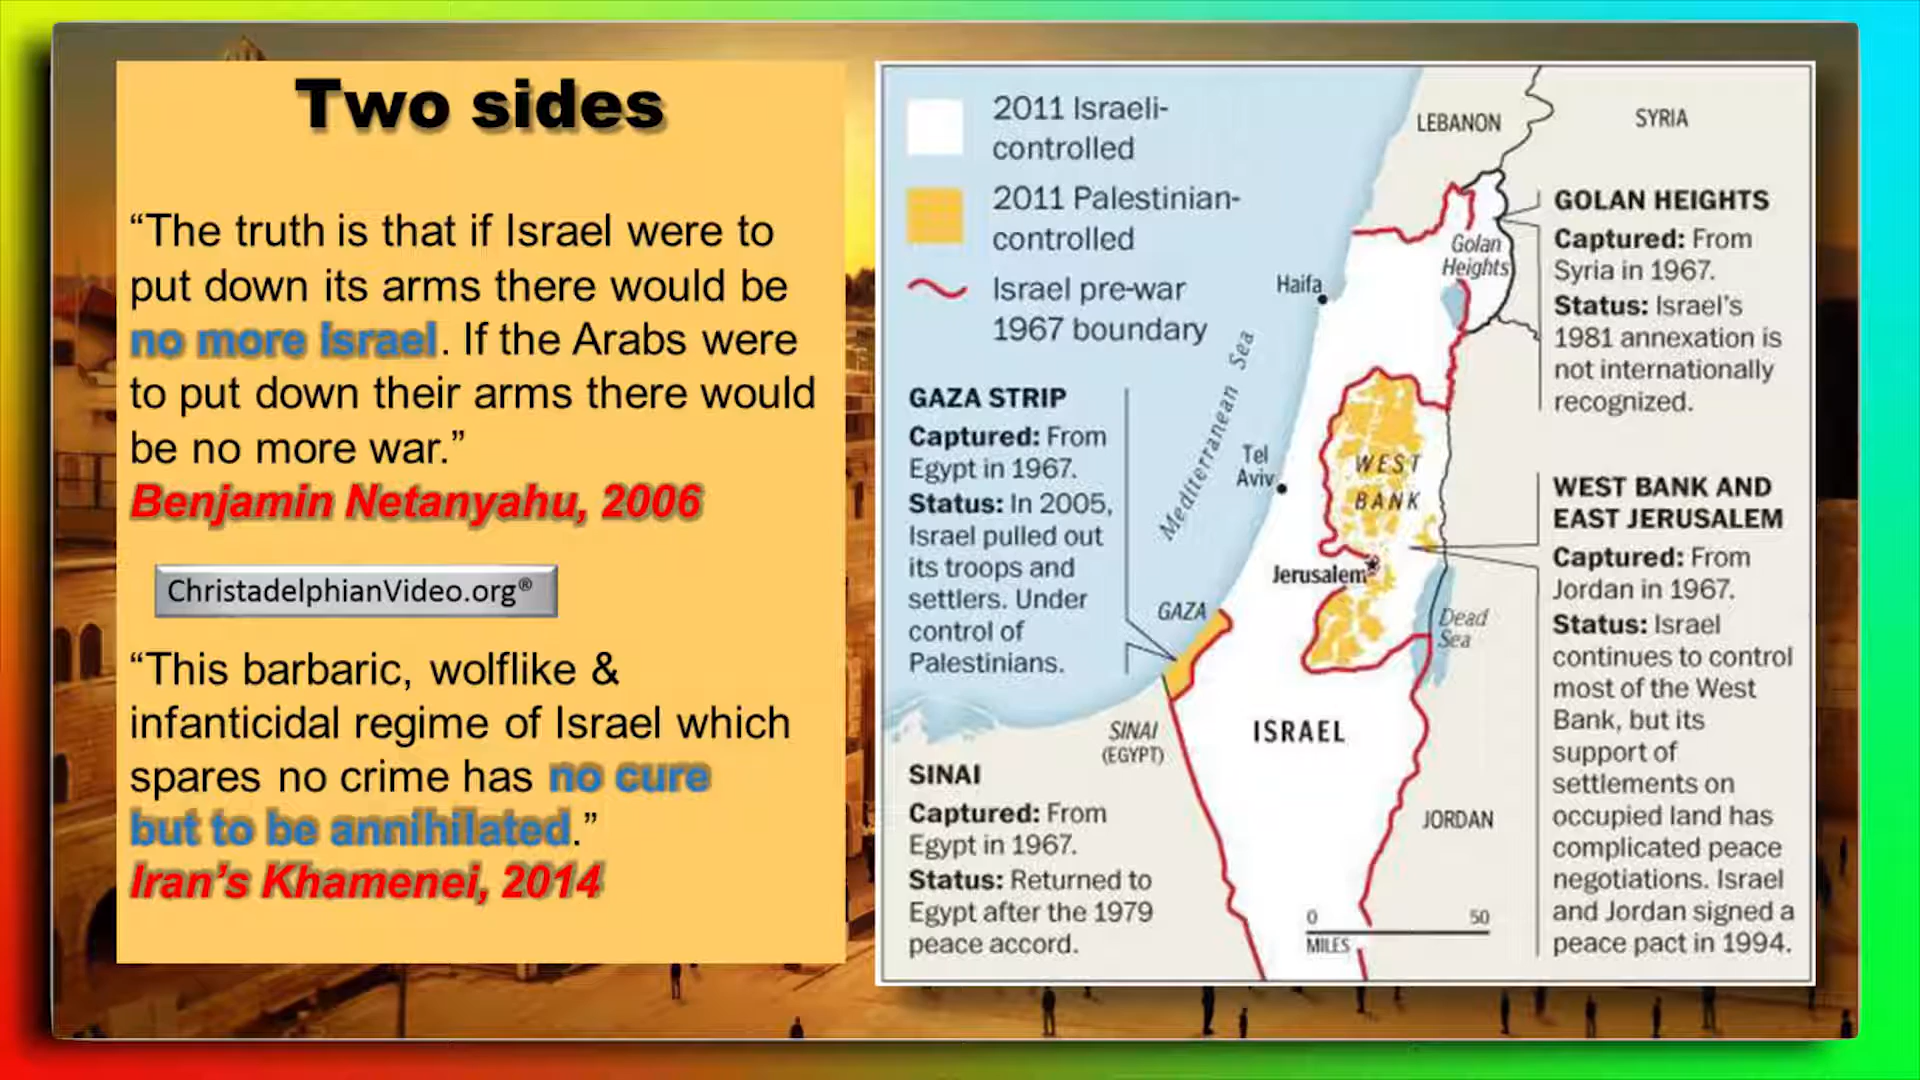 Two sides
“The truth is that if Israel were to
put down its arms there would be
no more Israel. If the Arabs were
to put down their arms there would
be no more war.”
Benjamin Netanyahu, 2006
ChristadelphianVideo.org®
“This barbaric, wolflike &
infanticidal regime of Israel which
spares no crime has no cure
but to be annihilated.”
Iran’s Khamenei, 2014
2011 Israeli-
controlled
2011 Palestinian-
controlled
Israel pre-war
1967 boundary
GAZA STRIP
Captured: From
Egypt in 1967.
Status: In 2005,
Israel pulled out
its troops and
settlers. Under
control of
Palestinians.
SINAI
Captured: From
Egypt in 1967.
Status: Returned to
Egypt after the 1979
peace accord.
LEBANON
SYRIA
Golan
Heights
Haifa
Mediterranean Sea
Tel
Aviv
WEST
BANK
Jerusalem
GAZA
Dead
Sea
SINAI
(EGYPT)
ISRAEL
JORDAN
0 50
MILES
GOLAN HEIGHTS
Captured: From
Syria in 1967.
Status: Israel’s
1981 annexation is
not internationally
recognized.
WEST BANK AND
EAST JERUSALEM
Captured: From
Jordan in 1967.
Status: Israel
continues to control
most of the West
Bank, but its
support of
settlements on
occupied land has
complicated peace
negotiations. Israel
and Jordan signed a
peace pact in 1994.